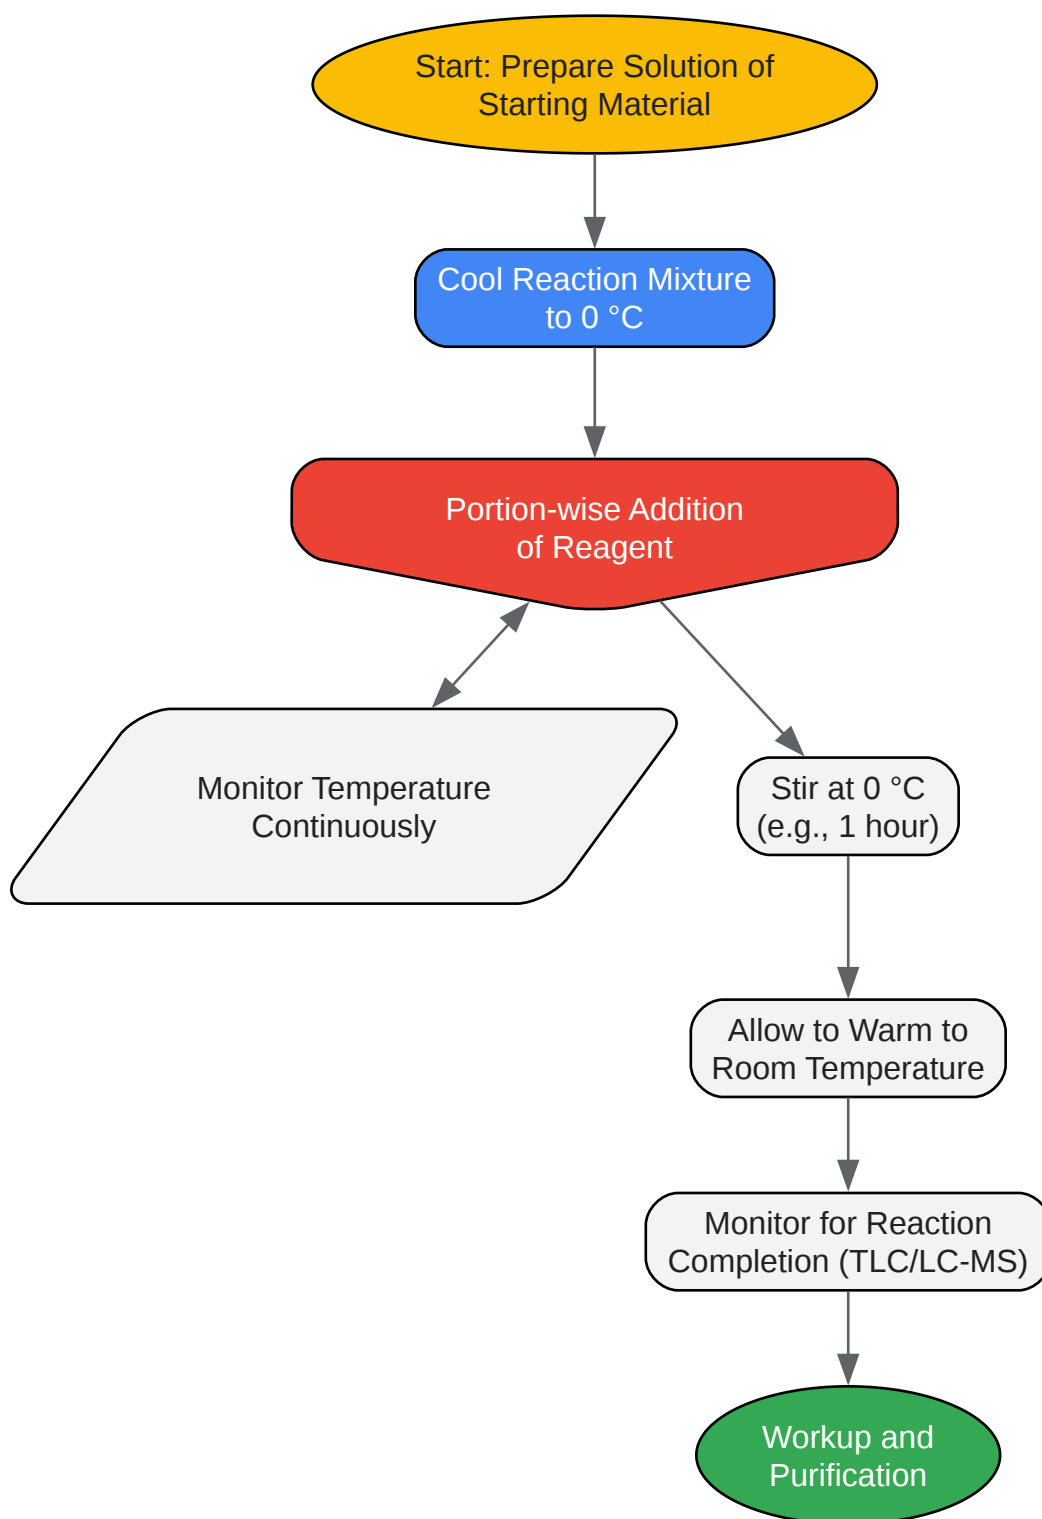 Start: Prepare Solution of
Starting Material
Cool Reaction Mixture
to 0 °C
Portion-wise Addition
of Reagent
Monitor Temperature
Continuously
Stir at 0 °C
(e.g., 1 hour)
Allow to Warm to
Room Temperature
Monitor for Reaction
Completion (TLC/LC-MS)
Workup and
Purification